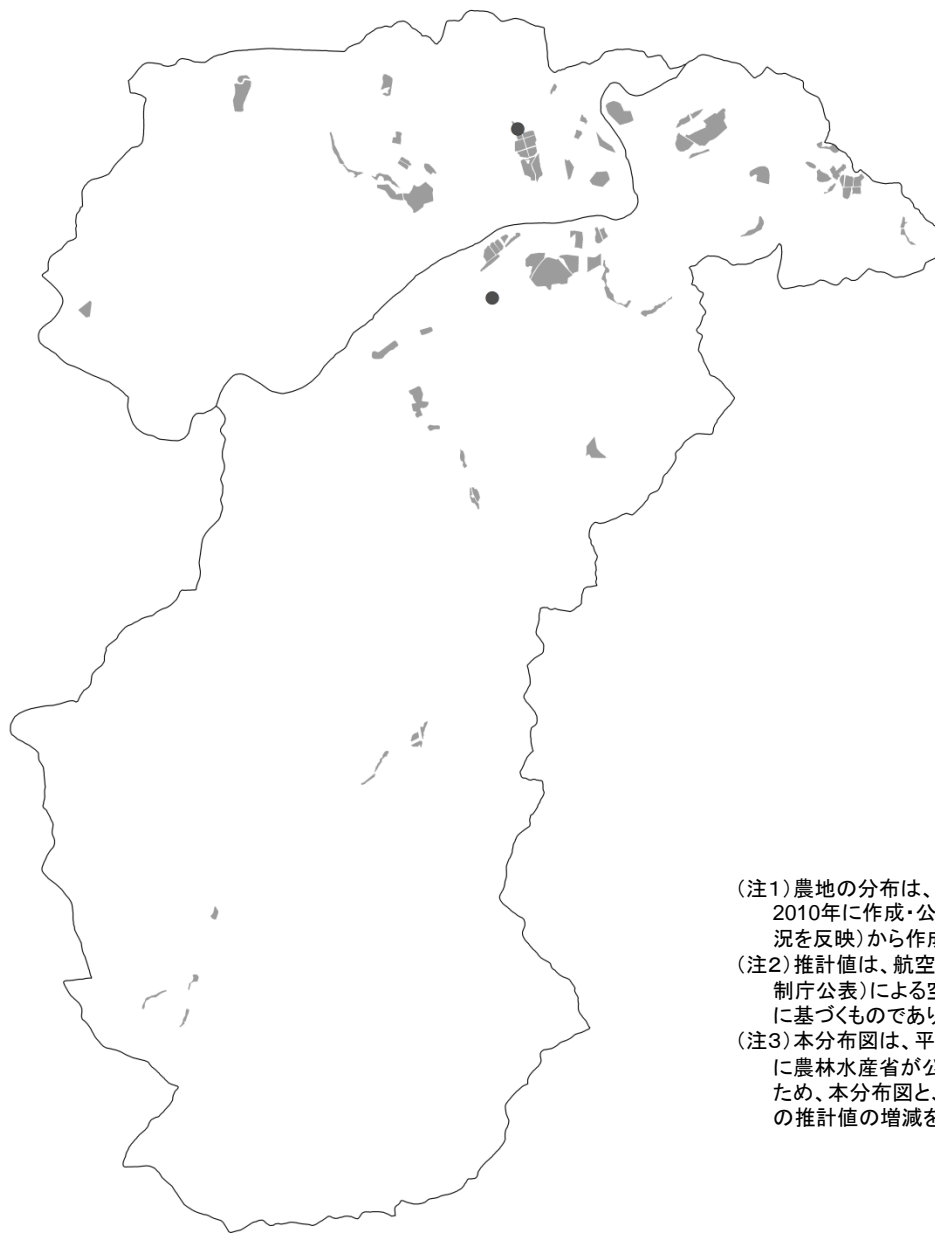 (注1)農地の分布は、
2010年に作成・公
況を反映)から作
(注2)推計値は、航空
制庁公表)による
に基づくものであ
(注3)本分布図は、平
に農林水産省が公
ため、本分布図と、
の推計値の増減を